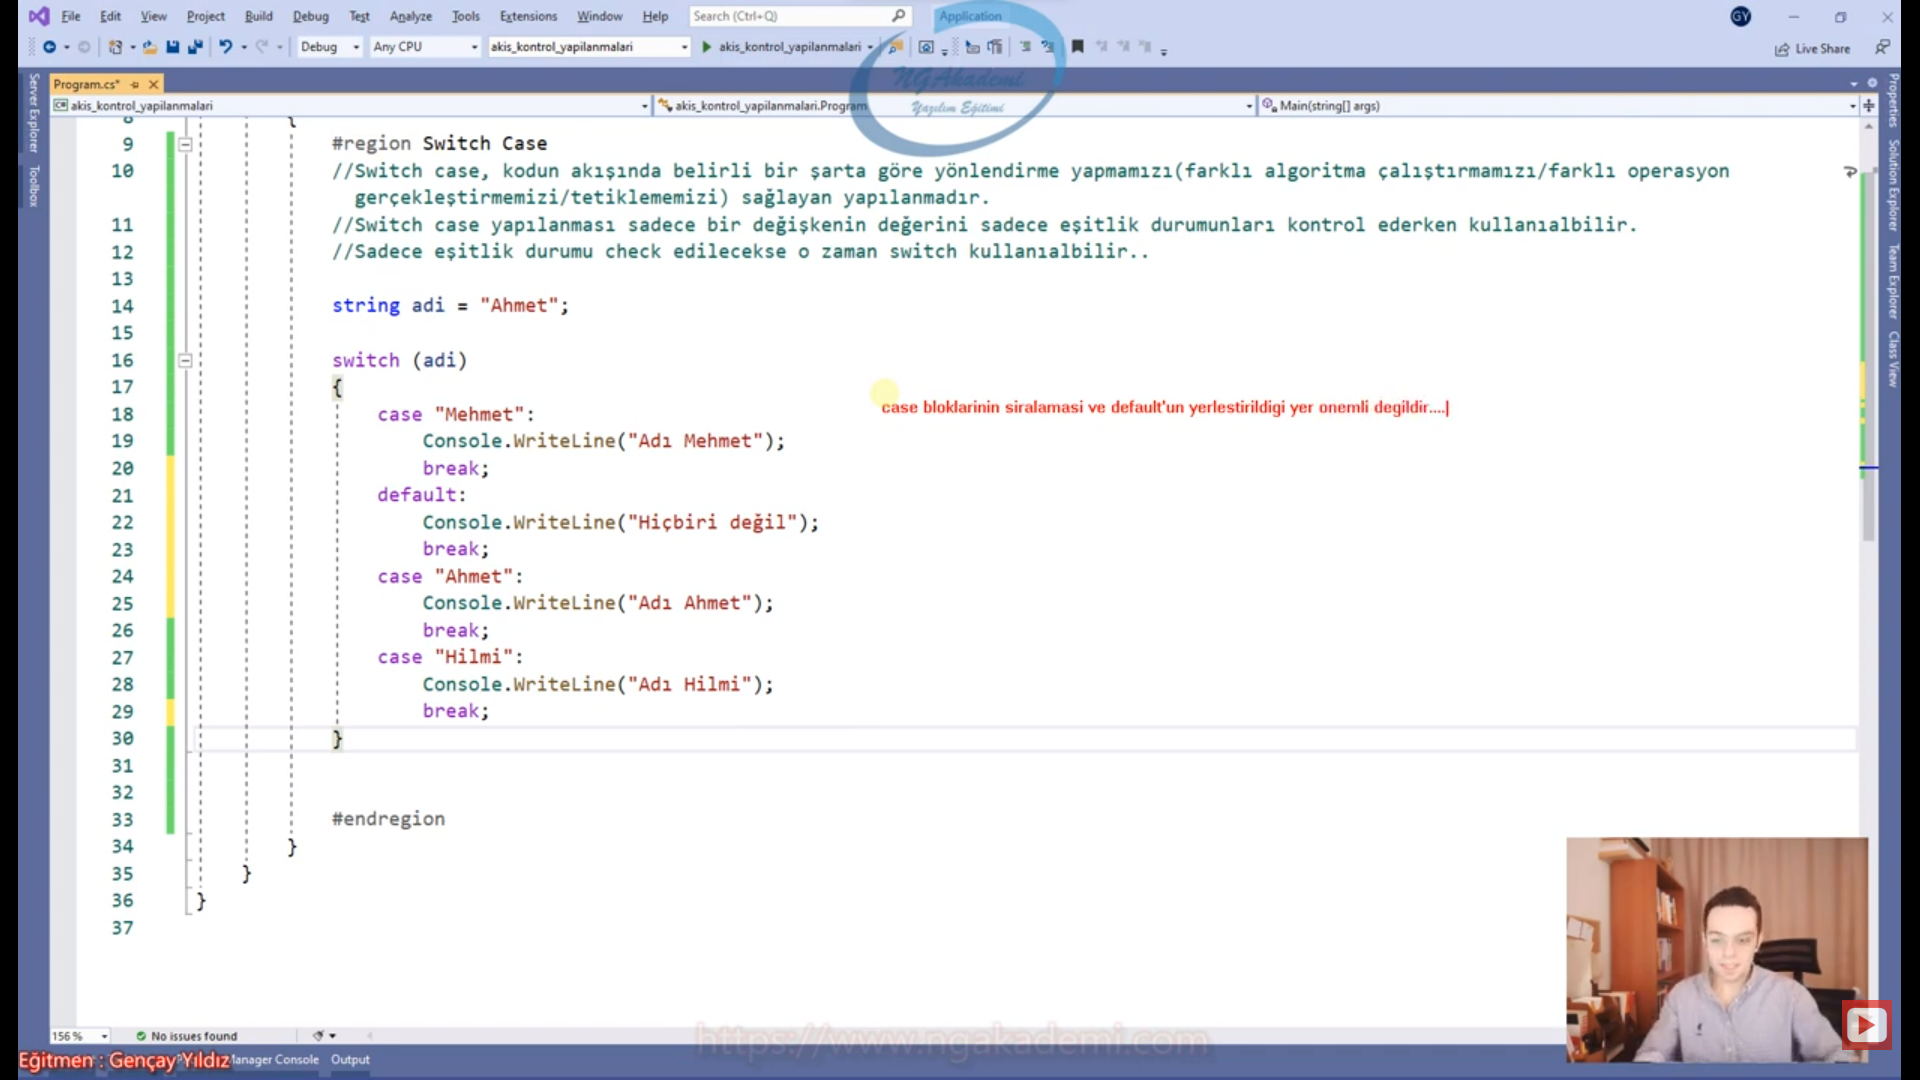 File Edit View Project Build Debug Test Analyze Tools Extensions Window Help Search (Ctrl+Q) Application GY
Debug Any CPU akis_kontrol_yapilanmalari akis_kontrol_yapilanmalari Live Share
NGAkademi
Yazılım Eğitimi
Program.cs*
akis_kontrol_yapilanmalari akis_kontrol_yapilanmalari.Program Main(string[] args)
Server Explorer
Toolbox
Properties
Solution Explorer
Team Explorer
Class View
8 {
9 #region Switch Case
10 //Switch case, kodun akışında belirli bir şarta göre yönlendirme yapmamızı(farklı algoritma çalıştırmamızı/farklı operasyon
gerçekleştirmemizi/tetiklememizi) sağlayan yapılanmadır.
11 //Switch case yapılanması sadece bir değişkenin değerini sadece eşitlik durumunları kontrol ederken kullanıalbilir.
12 //Sadece eşitlik durumu check edilecekse o zaman switch kullanıalbilir..
13
14 string adi = "Ahmet";
15
16 switch (adi)
17 {
case bloklarinin siralamasi ve default'un yerlestirildigi yer onemli degildir....|
18 case "Mehmet":
19 Console.WriteLine("Adı Mehmet");
20 break;
21 default:
22 Console.WriteLine("Hiçbiri değil");
23 break;
24 case "Ahmet":
25 Console.WriteLine("Adı Ahmet");
26 break;
27 case "Hilmi":
28 Console.WriteLine("Adı Hilmi");
29 break;
30 }
31
32
33 #endregion
34 }
35 }
36 }
37
156 % No issues found
https://www.ngakademi.com
Eğitmen : Gençay Yıldız Manager Console Output